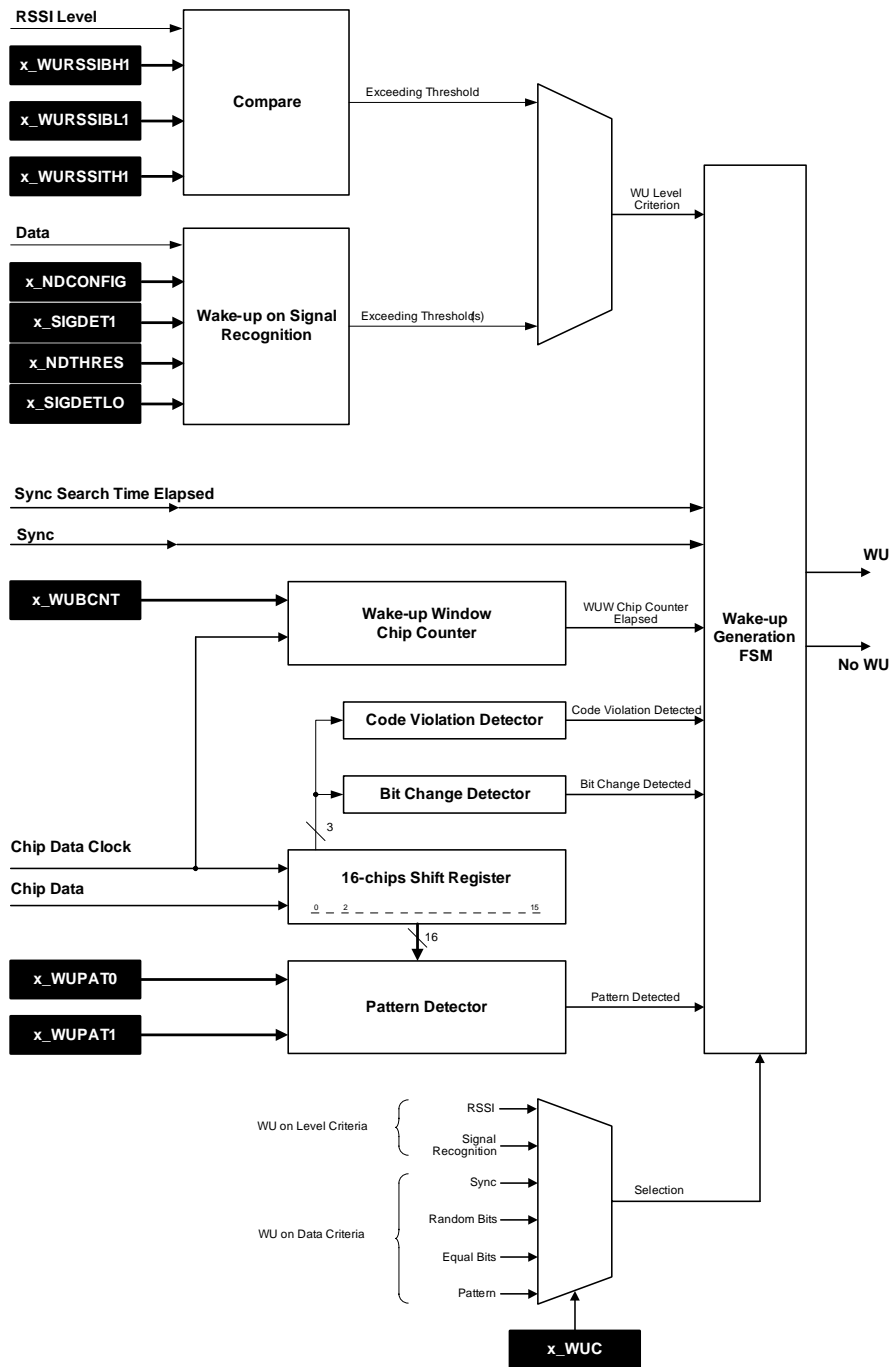 RSSI Level
x_WURSSIBH1
x_WURSSIBL1
x_WURSSITH1
Compare
Exceeding Threshold
WU Level
Criterion
Data
x_NDCONFIG
x_SIGDET1
x_NDTHRES
x_SIGDETLO
Wake-up on Signal
Recognition
Exceeding Threshold(s)
Sync Search Time Elapsed
Sync
x_WUBCNT
Wake-up Window
Chip Counter
WUW Chip Counter
Elapsed
Wake-up
Generation
FSM
WU
No WU
Code Violation Detector
Code Violation Detected
Bit Change Detector
Bit Change Detected
3
Chip Data Clock
Chip Data
16-chips Shift Register
0 2 15
16
x_WUPAT0
x_WUPAT1
Pattern Detector
Pattern Detected
WU on Level Criteria
RSSI
Signal
Recognition
WU on Data Criteria
Sync
Random Bits
Equal Bits
Pattern
Selection
x_WUC